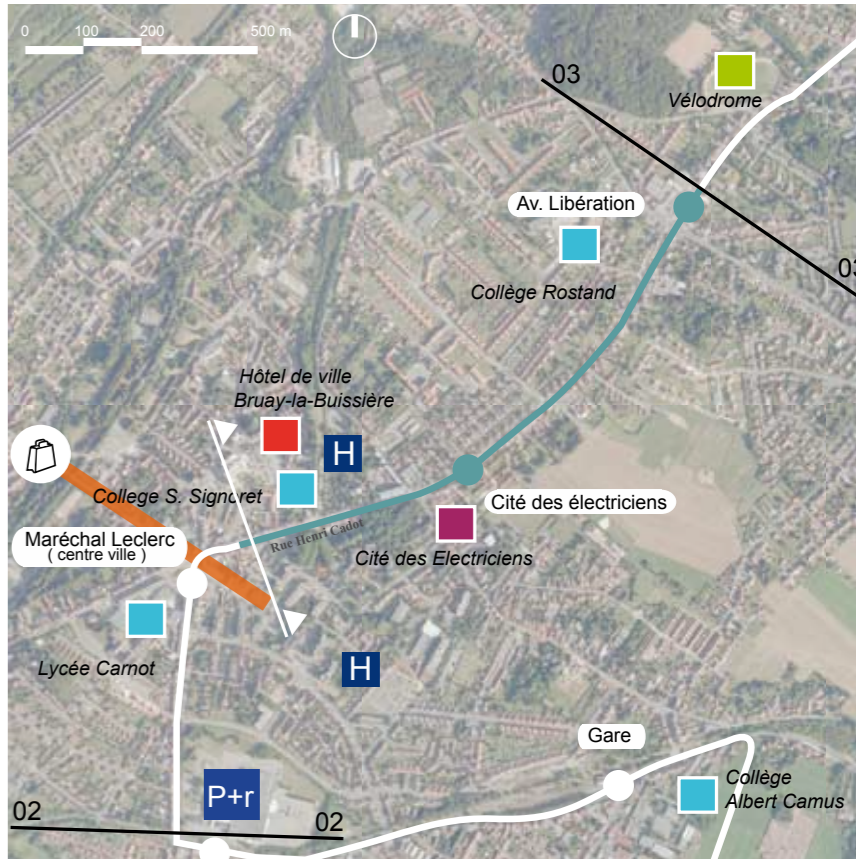 0 100 200 500 m
03
Vélodrome
Av. Libération
03
Collège Rostand
Hôtel de ville
Bruay-la-Buissière
H
College S. Signoret
Cité des électriciens
Rue Henri Cadot
Maréchal Leclerc
( centre ville )
Cité des Electriciens
Lycée Carnot
H
Gare
P+r
Collège
Albert Camus
02
02